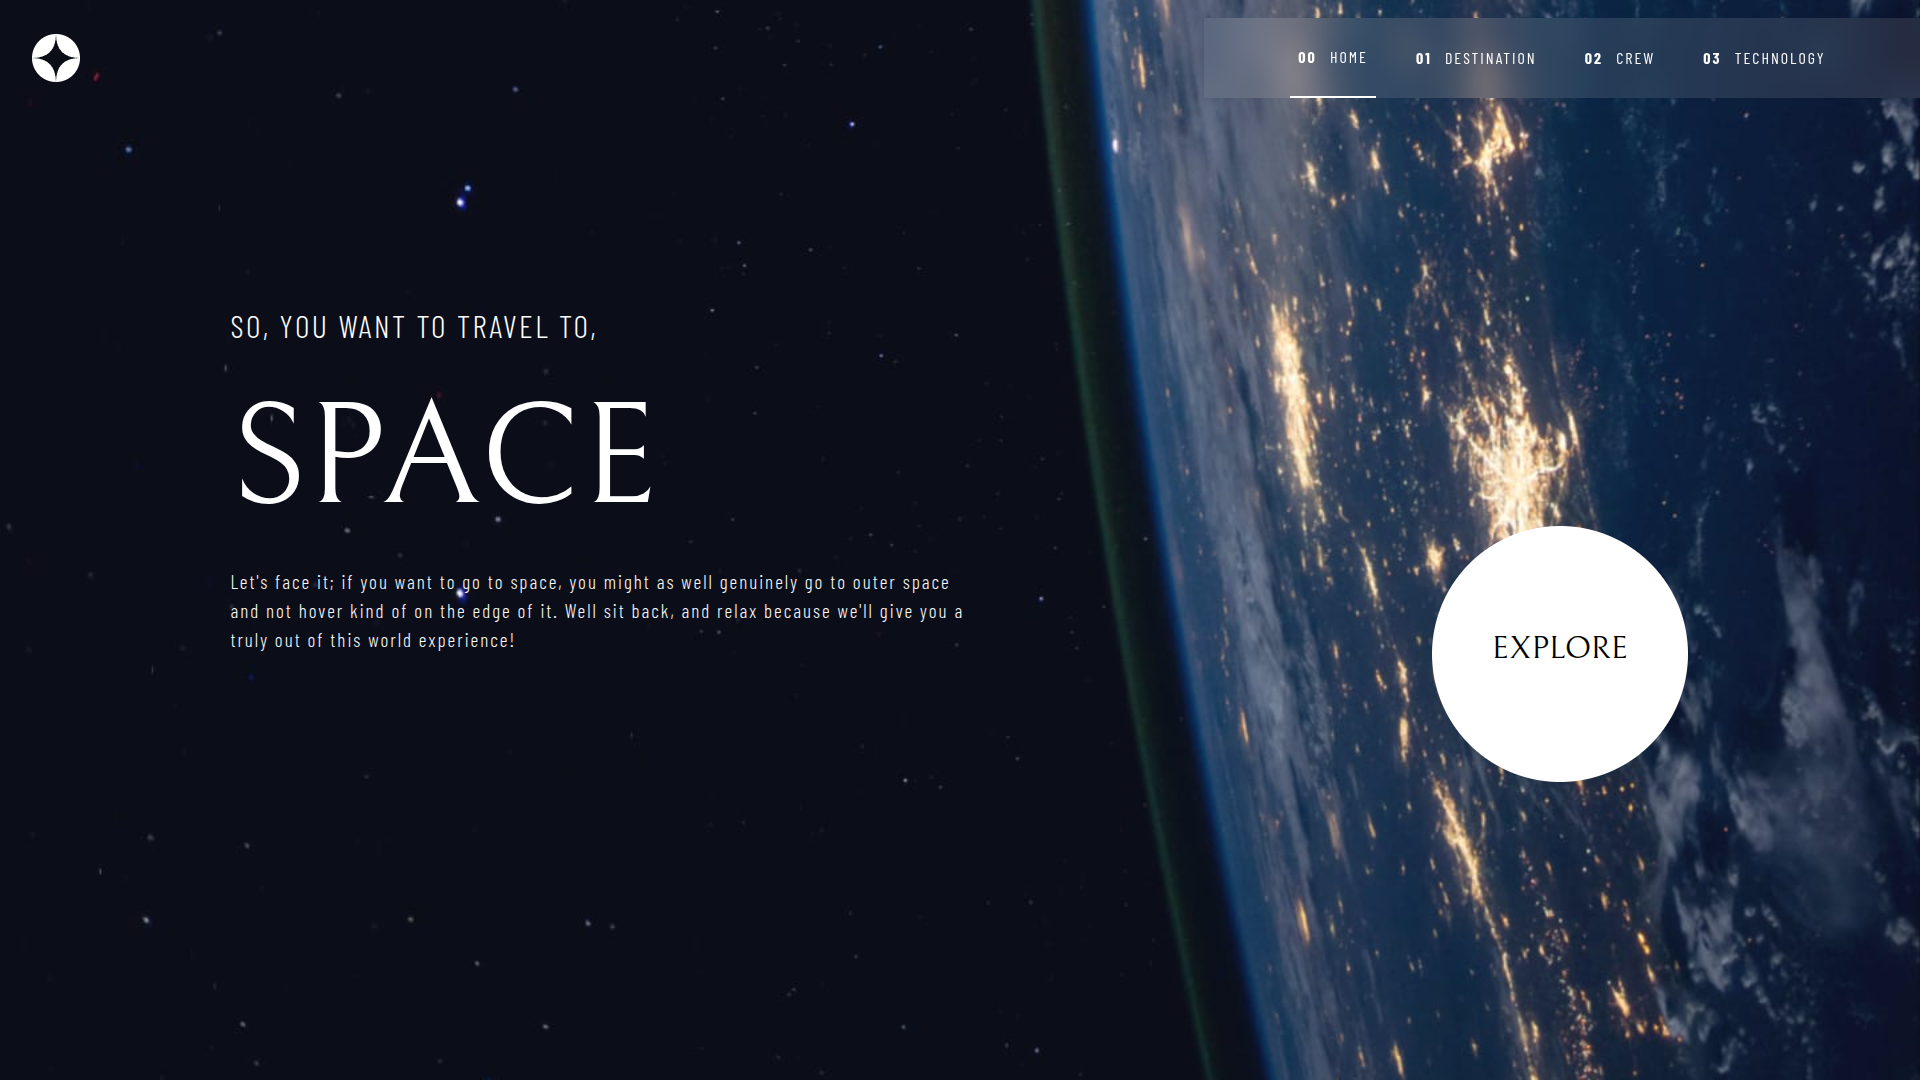 00 HOME 01 DESTINATION 02 CREW 03 TECHNOLOGY
SO, YOU WANT TO TRAVEL TO,
SPACE
Let's face it; if you want to go to space, you might as well genuinely go to outer space
and not hover kind of on the edge of it. Well sit back, and relax because we'll give you a
truly out of this world experience!
EXPLORE